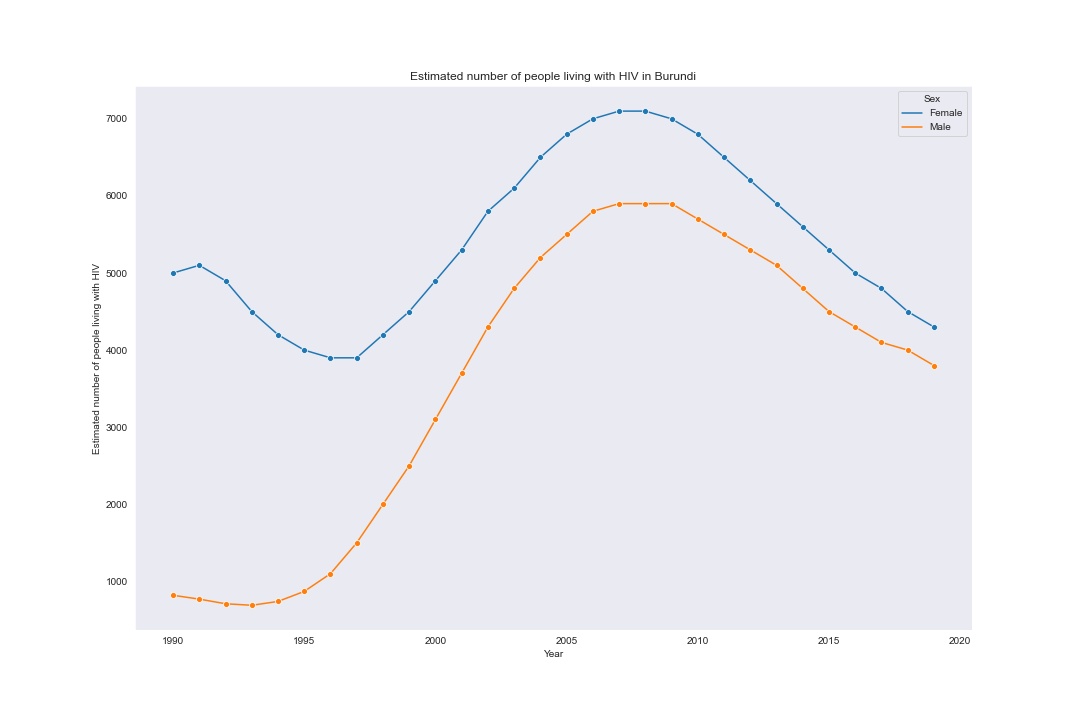 Estimated number of people living with HIV in Burundi
Sex
Female
Male
Estimated number of people living with HIV
7000
6000
5000
4000
3000
2000
1000
1990 1995 2000 2005 2010 2015 2020
Year